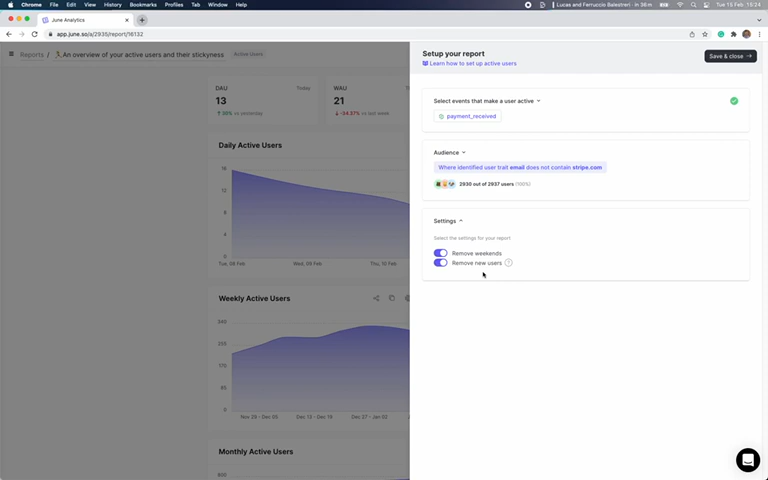 Chrome File Edit View History Bookmarks Profiles Tab Window Help
Lucas and Ferruccio Balestreri · in 36m
Tue 15 Feb 15:24
June Analytics
app.june.so/a/2935/report/16132
Reports / An overview of your active users and their stickyness Active Users
Setup your report
Learn how to set up active users
Save & close →
DAU Today
13
38% vs yesterday
WAU
21
-34.37% vs last week
Select events that make a user active
payment_received
Audience
Where identified user trait email does not contain stripe.com
2930 out of 2937 users (100%)
Settings
Select the settings for your report
Remove weekends
Remove new users ?
Daily Active Users
16
12
8
4
0
Tue, 08 Feb Wed, 09 Feb Thu, 10 Feb
Weekly Active Users
0
Nov 29 - Dec 05 Dec 13 - Dec 19 Dec 27 - Jan 02
Monthly Active Users